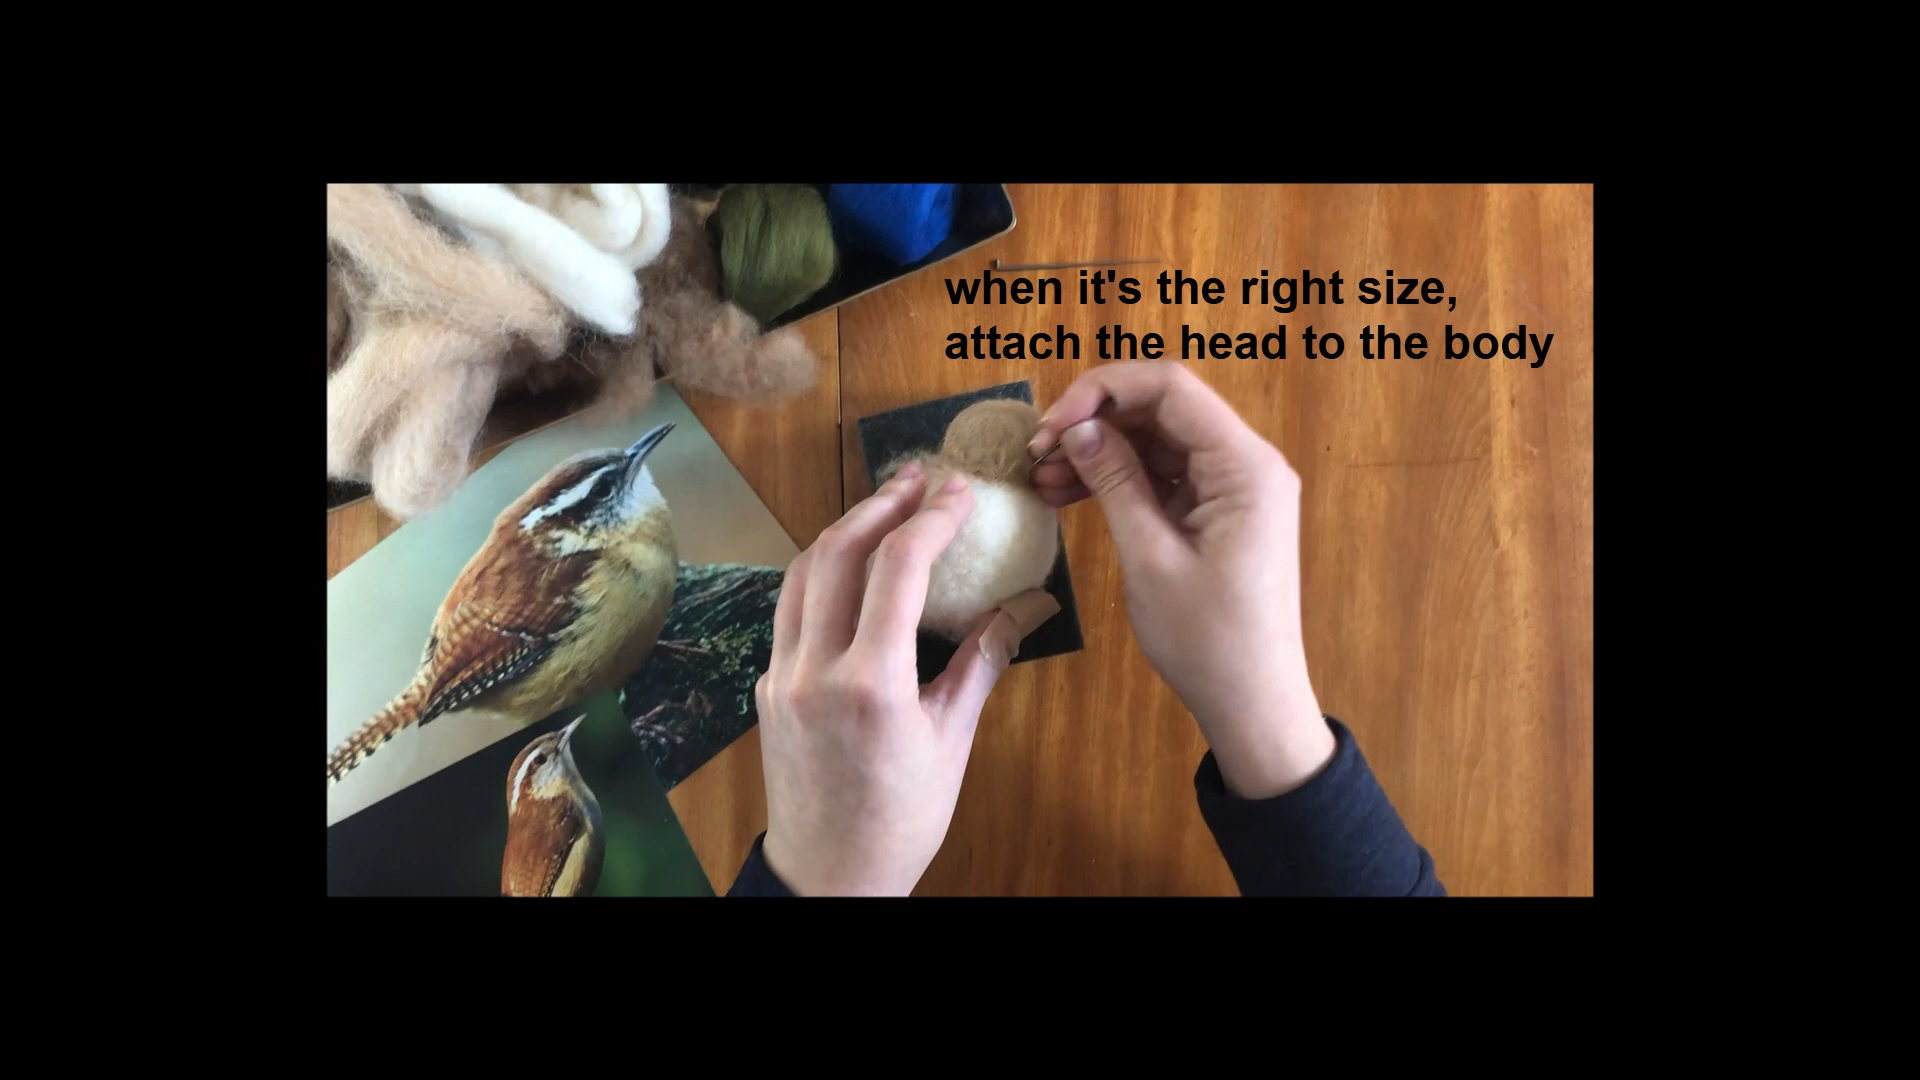 when it's the right size,
attach the head to the body